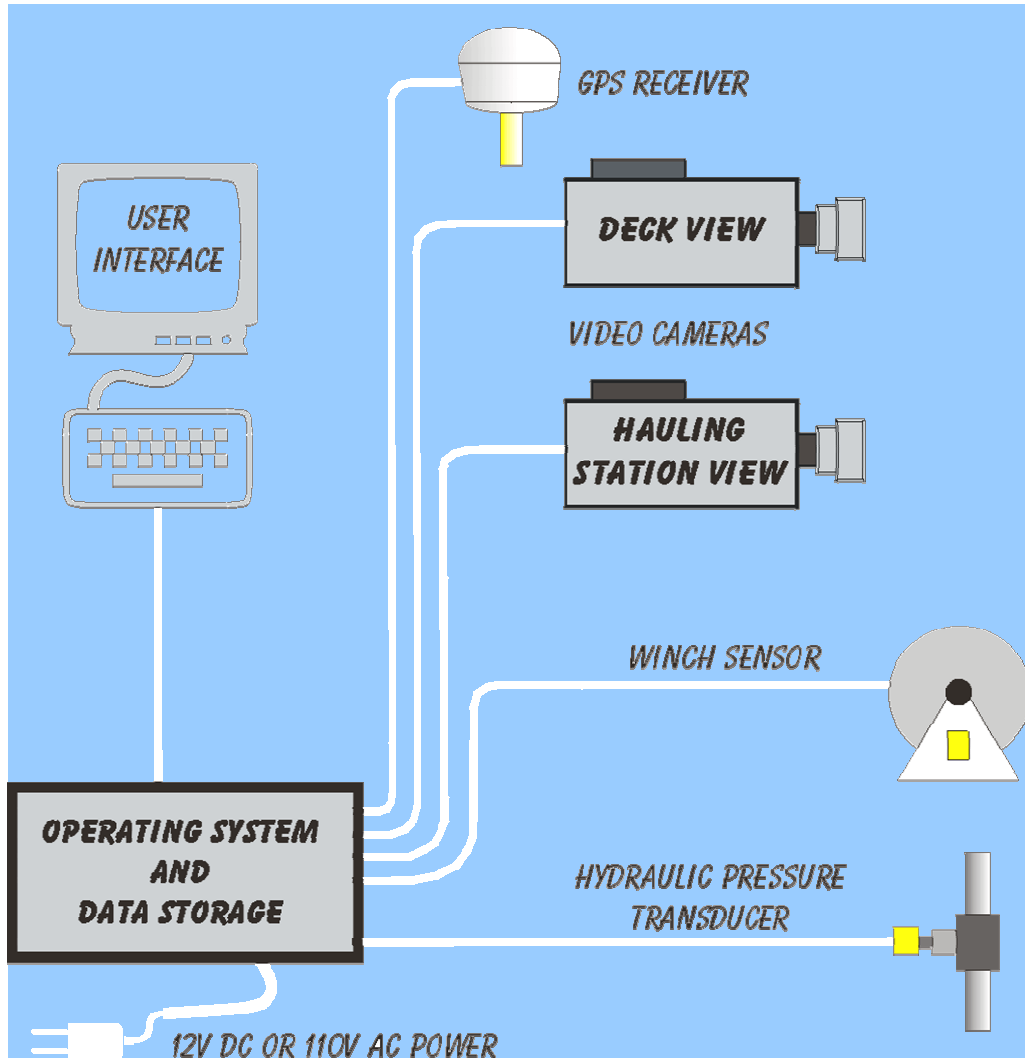 GPS RECEIVER
USER
INTERFACE
DECK VIEW
VIDEO CAMERAS
HAULING
STATION VIEW
WINCH SENSOR
OPERATING SYSTEM
AND
DATA STORAGE
HYDRAULIC PRESSURE
TRANSDUCER
12V DC OR 110V AC POWER